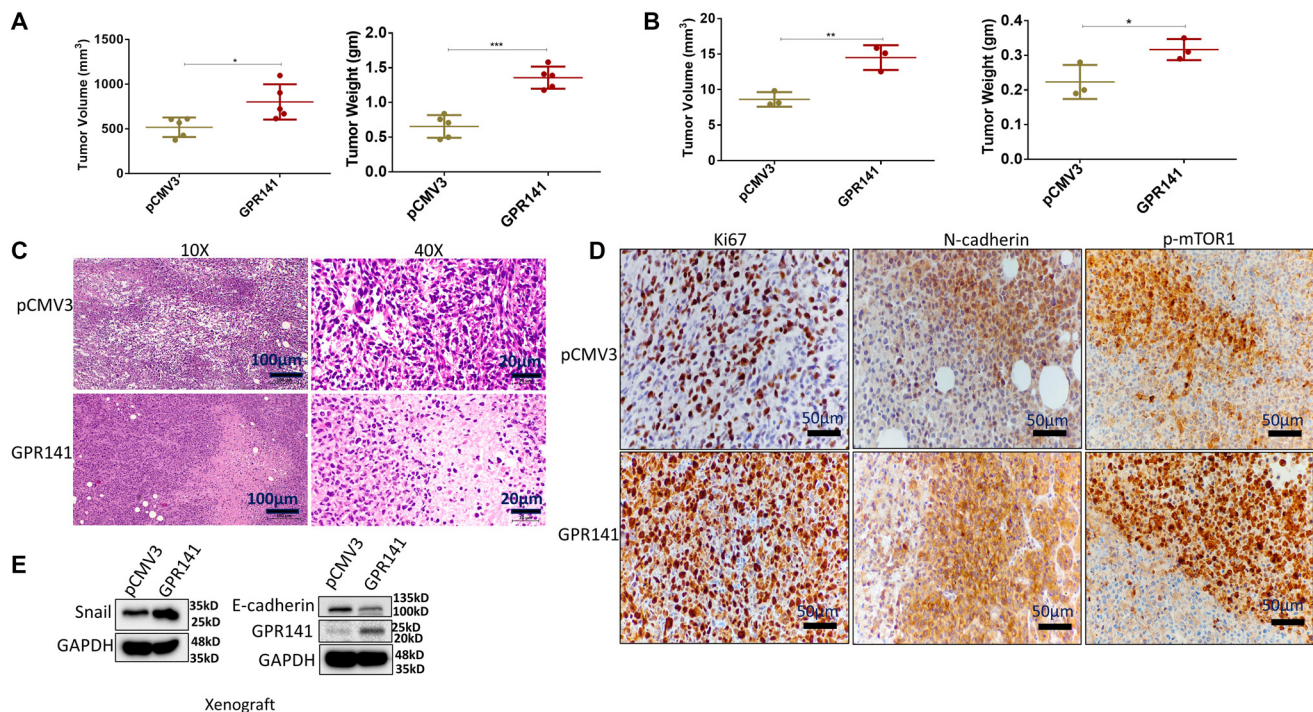 A
Tumor Volume (mm³)
1500
1000
500
0
*
pCMV3
GPR141
Tumor Weight (gm)
2.0
1.5
1.0
0.5
0.0
***
pCMV3
GPR141
B
Tumor Volume (mm³)
20
15
10
5
0
**
pCMV3
GPR141
Tumor Weight (gm)
0.4
0.3
0.2
0.1
0.0
*
pCMV3
GPR141
C
10X 40X
pCMV3
100µm
20µm
GPR141
100µm
20µm
D
Ki67 N-cadherin p-mTOR1
pCMV3
50µm 50µm 50µm
GPR141
50µm 50µm 50µm
E
pCMV3 GPR141
Snail
35kD
25kD
GAPDH
48kD
35kD
pCMV3 GPR141
E-cadherin
135kD
100kD
GPR141
25kD
20kD
GAPDH
48kD
35kD
Xenograft